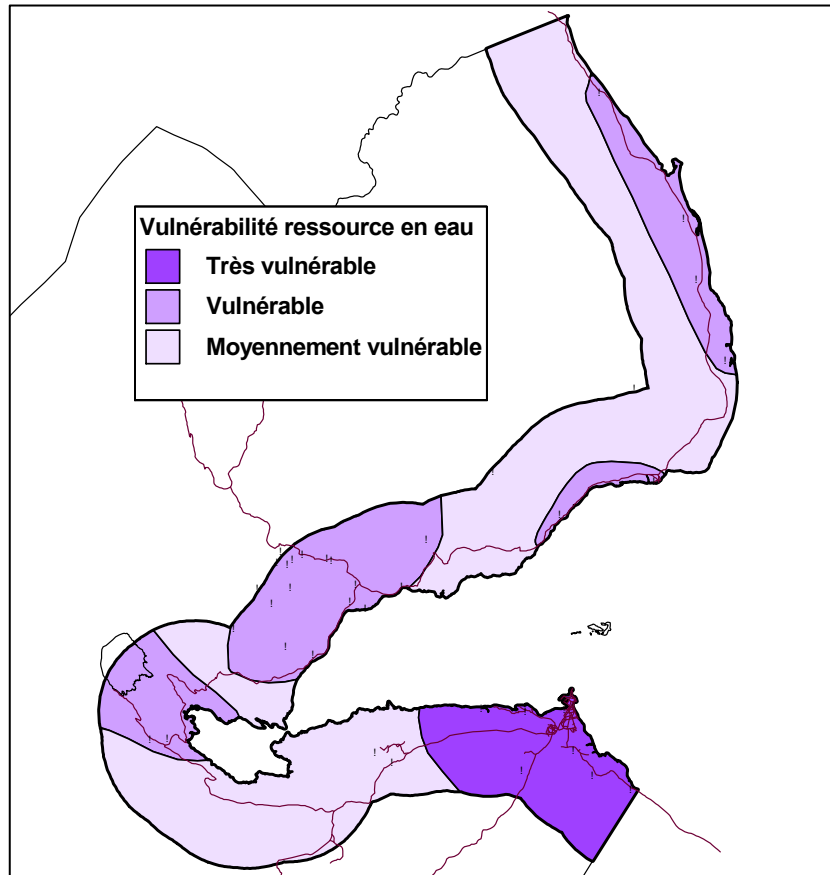 Vulnérabilité ressource en eau
Très vulnérable
Vulnérable
Moyennement vulnérable